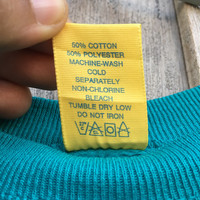 50% COTTON
50% POLYESTER
MACHINE-WASH
COLD
SEPARATELY
NON-CHLORINE
BLEACH
TUMBLE DRY LOW
DO NOT IRON